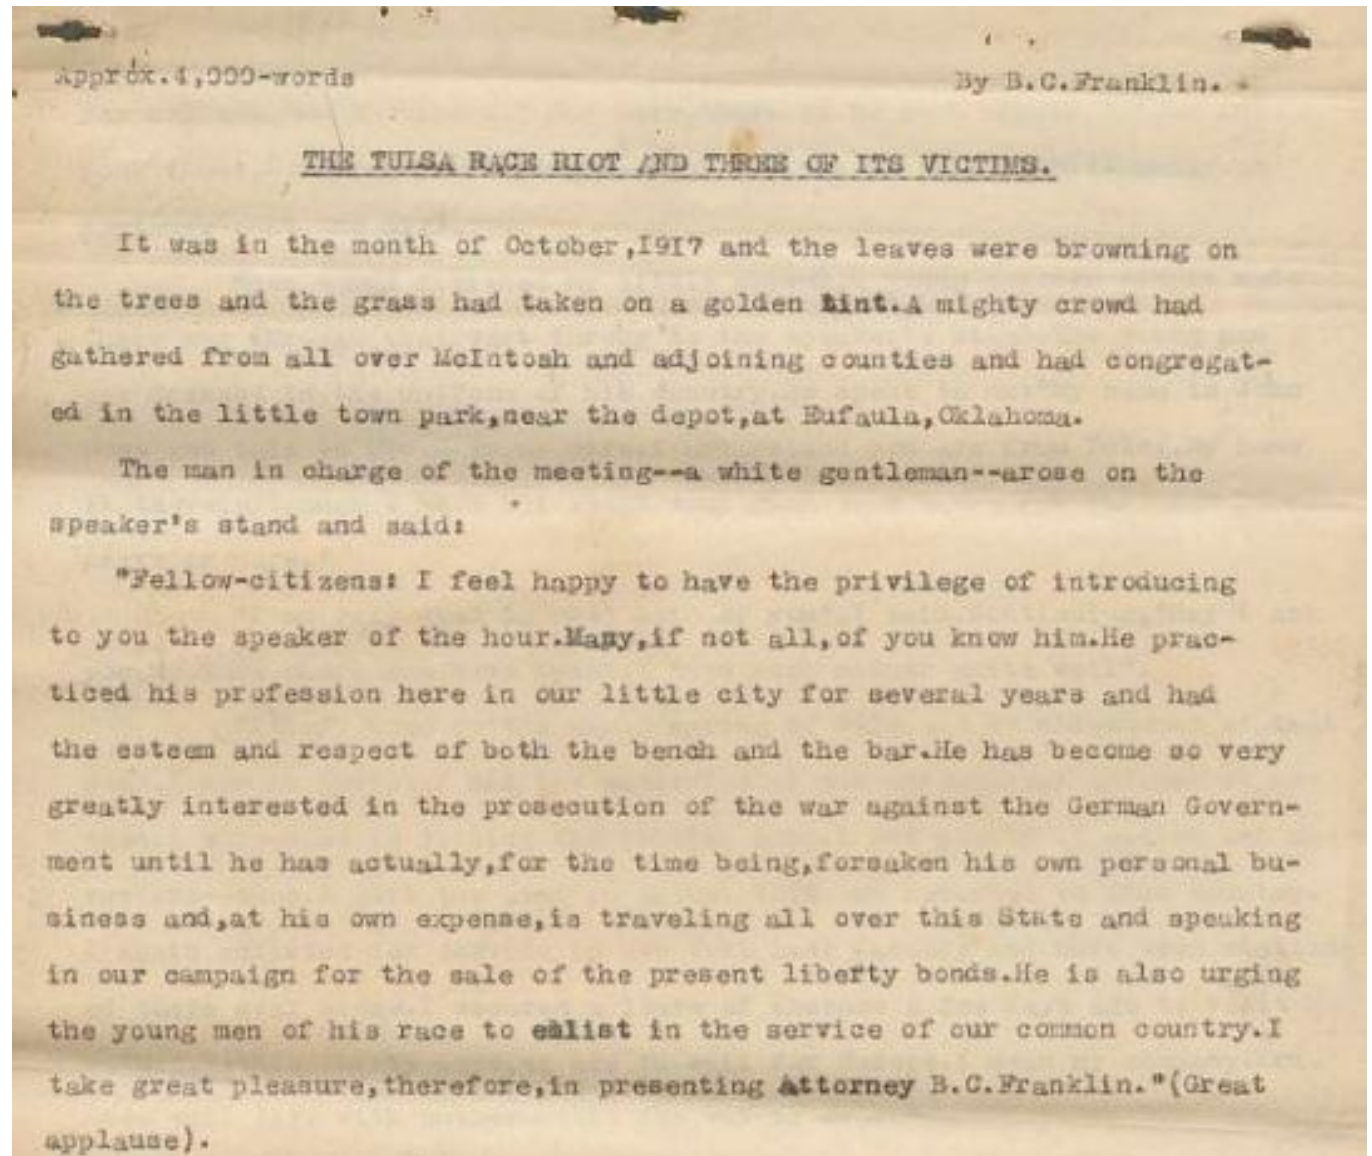 Approx.4,000-words
By B.C.Franklin.
THE TULSA RACE RIOT AND THREE OF ITS VICTIMS.
It was in the month of October,1917 and the leaves were browning on
the trees and the grass had taken on a golden tint.A mighty crowd had
gathered from all over McIntosh and adjoining counties and had congregat-
ed in the little town park,near the depot,at Eufaula,Oklahoma.
The man in charge of the meeting--a white gentleman--arose on the
speaker's stand and said:
"Fellow-citizens: I feel happy to have the privilege of introducing
to you the speaker of the hour.Many,if not all,of you know him.He prac-
ticed his profession here in our little city for several years and had
the esteem and respect of both the bench and the bar.He has become so very
greatly interested in the prosecution of the war against the German Govern-
ment until he has actually,for the time being,forsaken his own personal bu-
siness and,at his own expense,is traveling all over this State and speaking
in our campaign for the sale of the present liberty bonds.He is also urging
the young men of his race to enlist in the service of our common country.I
take great pleasure,therefore,in presenting Attorney B.C.Franklin."(Great
applause).